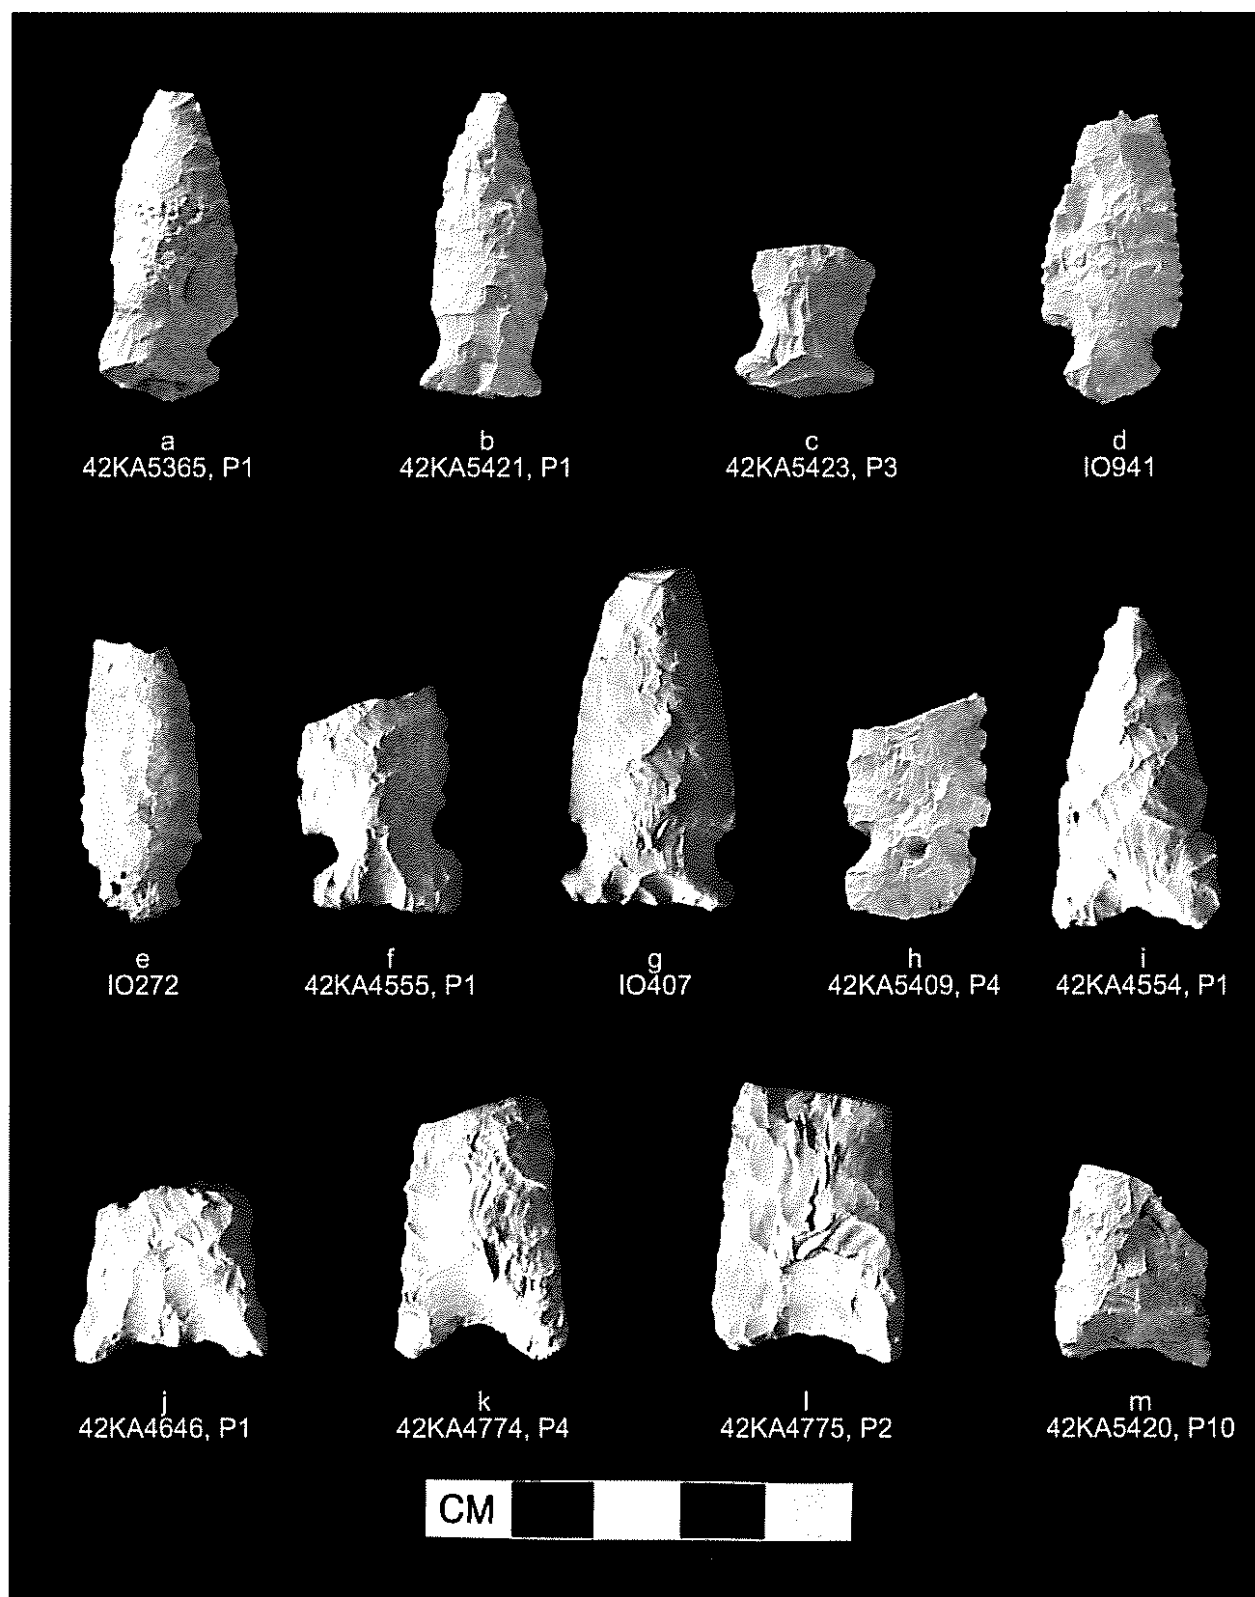 a
42KA5365, P1
b
42KA5421, P1
c
42KA5423, P3
d
IO941
e
IO272
f
42KA4555, P1
g
IO407
h
42KA5409, P4
i
42KA4554, P1
j
42KA4646, P1
k
42KA4774, P4
l
42KA4775, P2
m
42KA5420, P10
CM